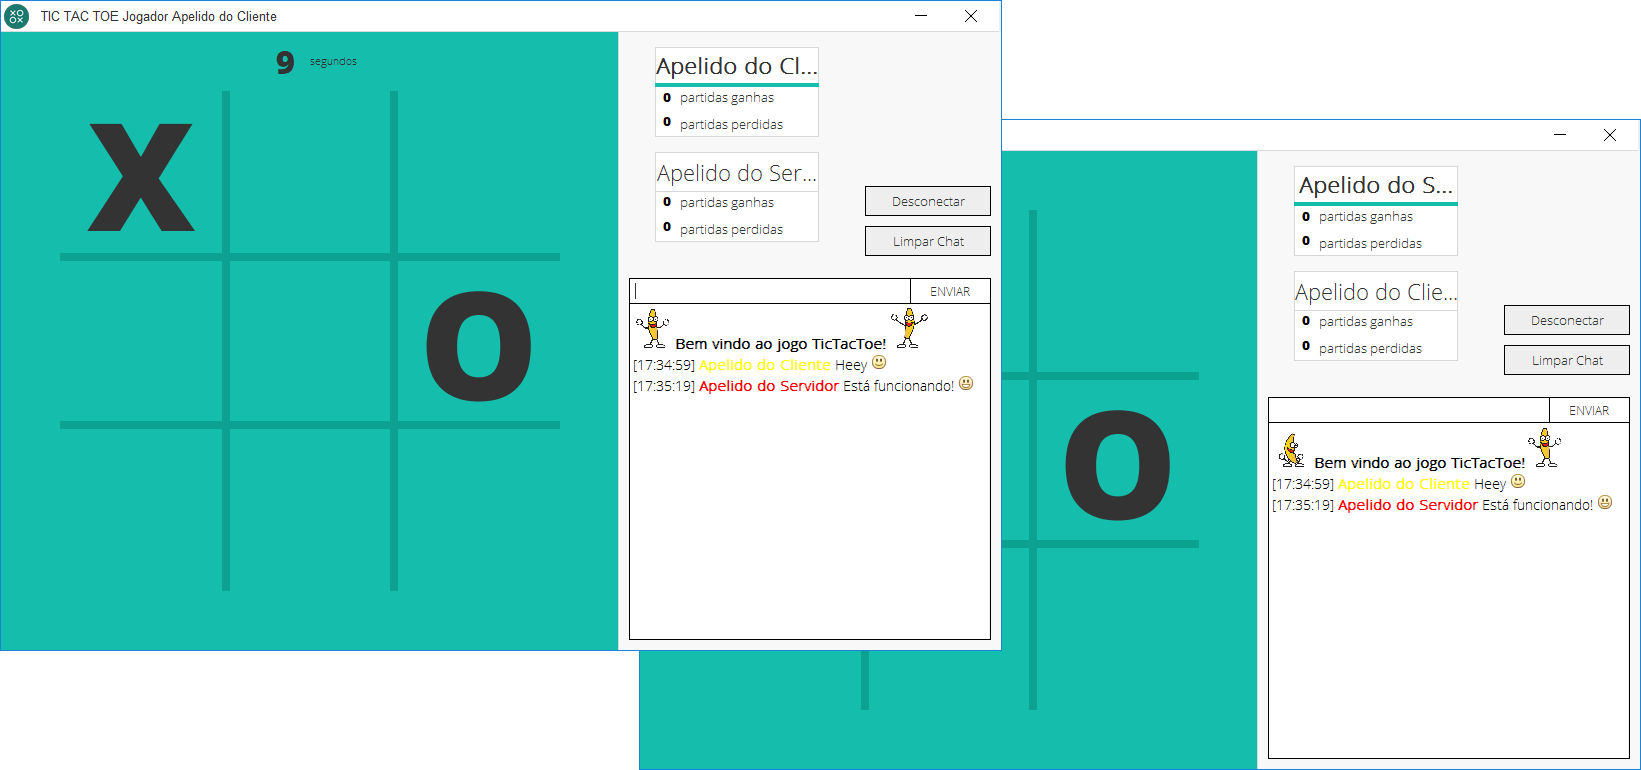 TIC TAC TOE Jogador Apelido do Cliente
9 segundos
X
O
Apelido do Cl...
0 partidas ganhas
0 partidas perdidas
Apelido do Ser...
0 partidas ganhas
0 partidas perdidas
Desconectar
Limpar Chat
ENVIAR
Bem vindo ao jogo TicTacToe!
[17:34:59] Apelido do Cliente Heey
[17:35:19] Apelido do Servidor Está funcionando!
O
Apelido do S...
0 partidas ganhas
0 partidas perdidas
Apelido do Clie...
0 partidas ganhas
0 partidas perdidas
Desconectar
Limpar Chat
ENVIAR
Bem vindo ao jogo TicTacToe!
[17:34:59] Apelido do Cliente Heey
[17:35:19] Apelido do Servidor Está funcionando!